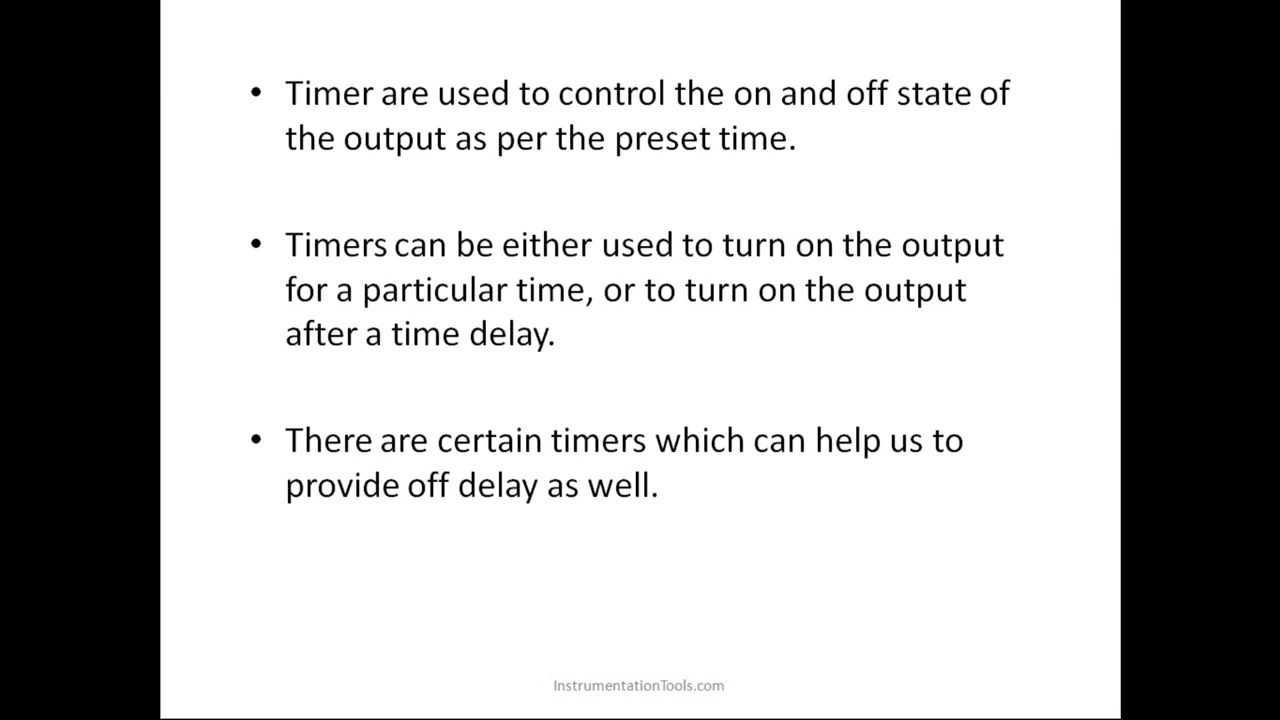 • Timer are used to control the on and off state of
the output as per the preset time.
• Timers can be either used to turn on the output
for a particular time, or to turn on the output
after a time delay.
• There are certain timers which can help us to
provide off delay as well.
InstrumentationTools.com